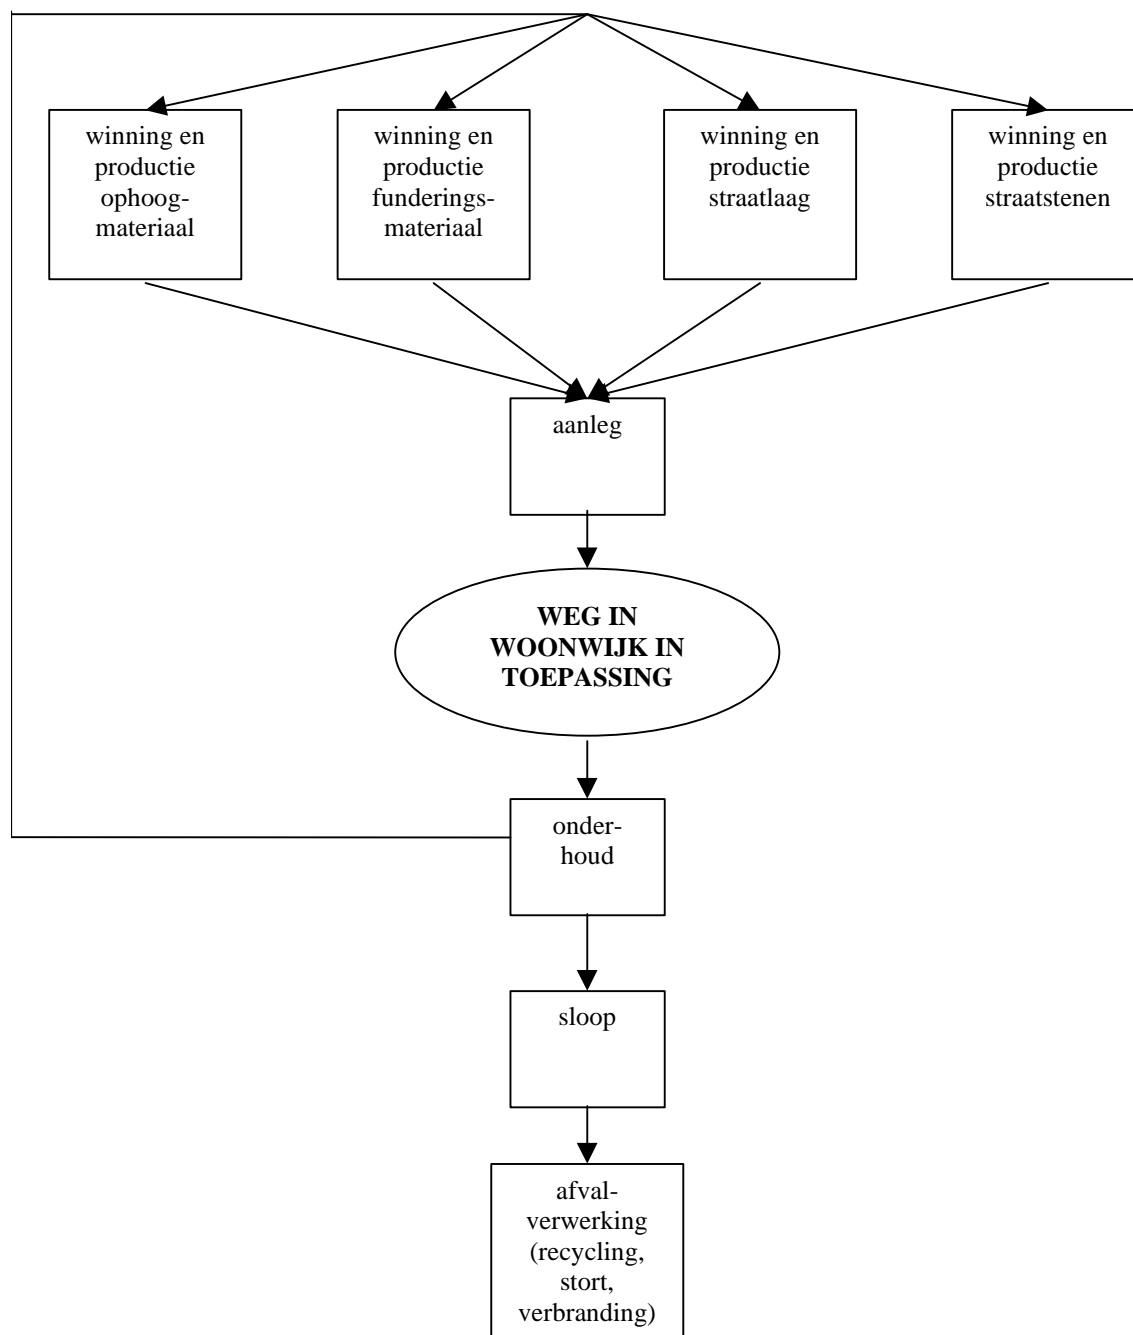 winning en
productie
ophoog-
materiaal
winning en
productie
funderings-
materiaal
winning en
productie
straatlaag
winning en
productie
straatstenen
aanleg
WEG IN
WOONWIJK IN
TOEPASSING
onder-
houd
sloop
afval-
verwerking
(recycling,
stort,
verbranding)